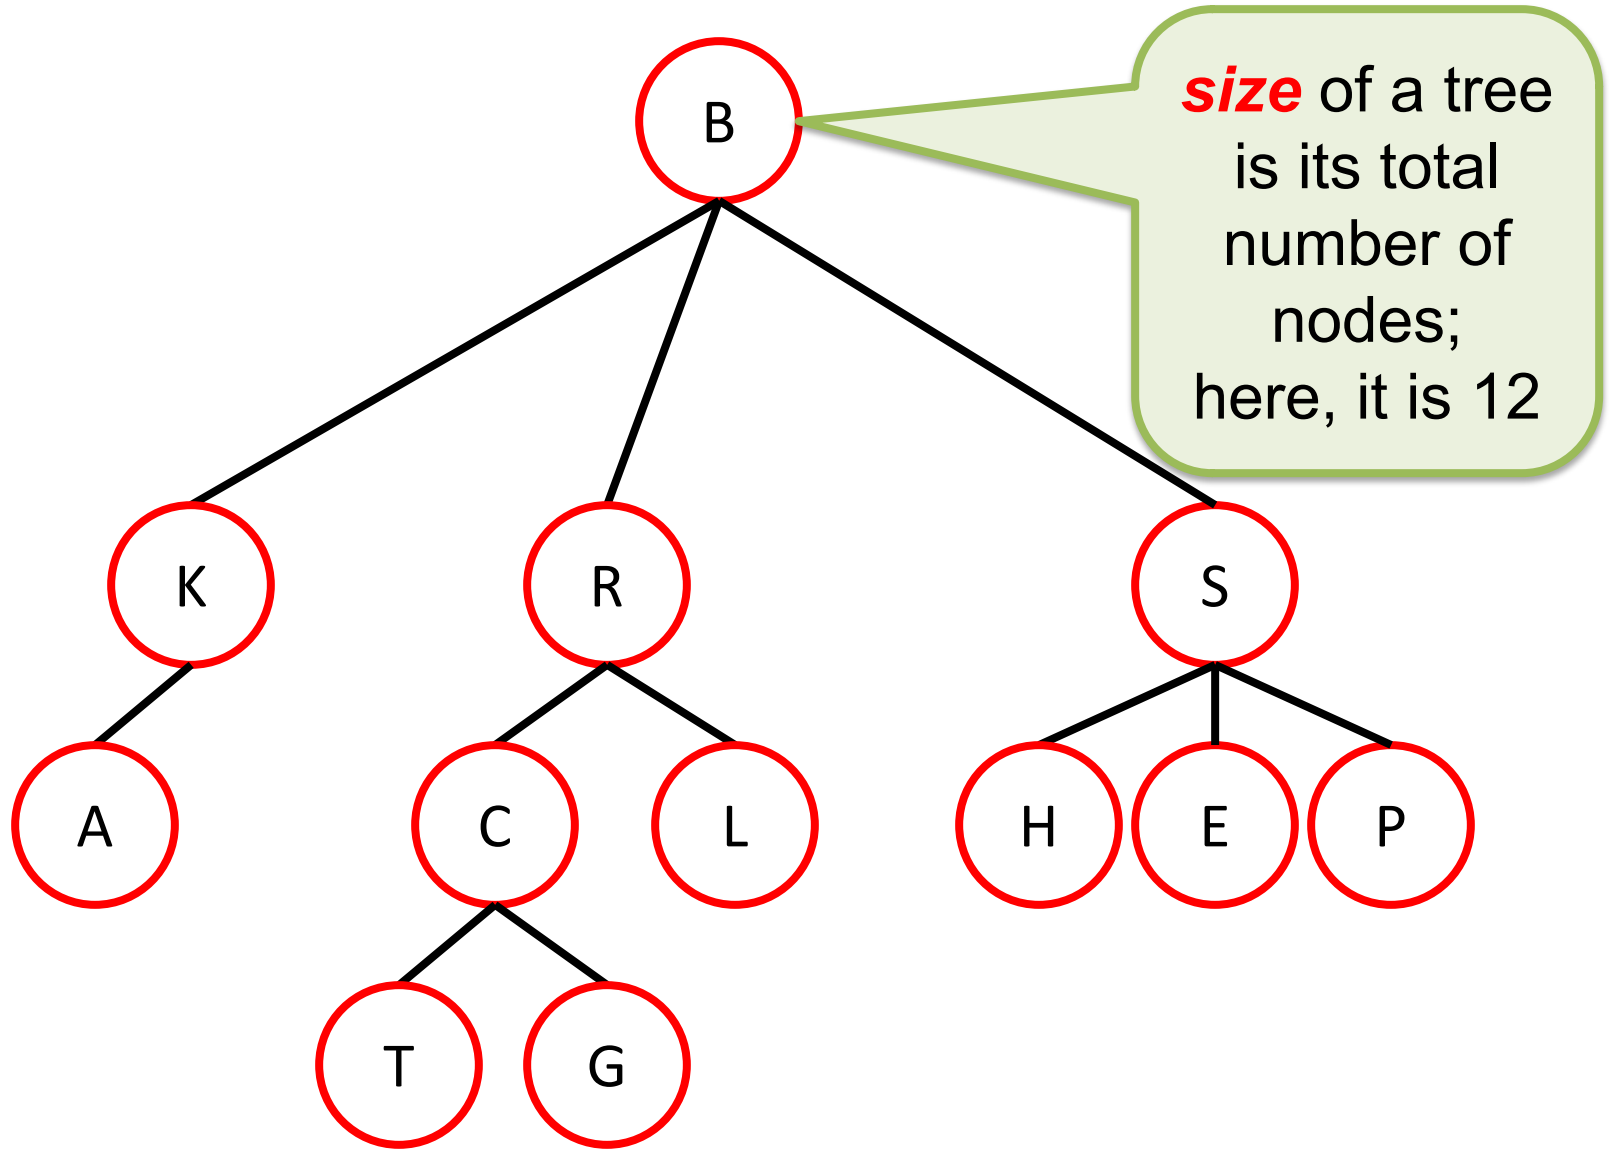 B
size of a tree
is its total
number of
nodes;
here, it is 12
K
R
S
A
C
L
H
E
P
T
G